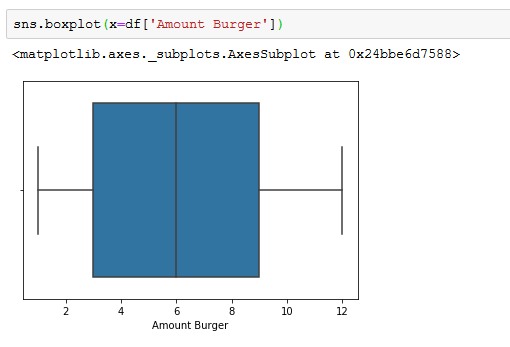 sns.boxplot(x=df['Amount Burger'])
<matplotlib.axes._subplots.AxesSubplot at 0x24bbe6d7588>
2 4 6 8 10 12
Amount Burger